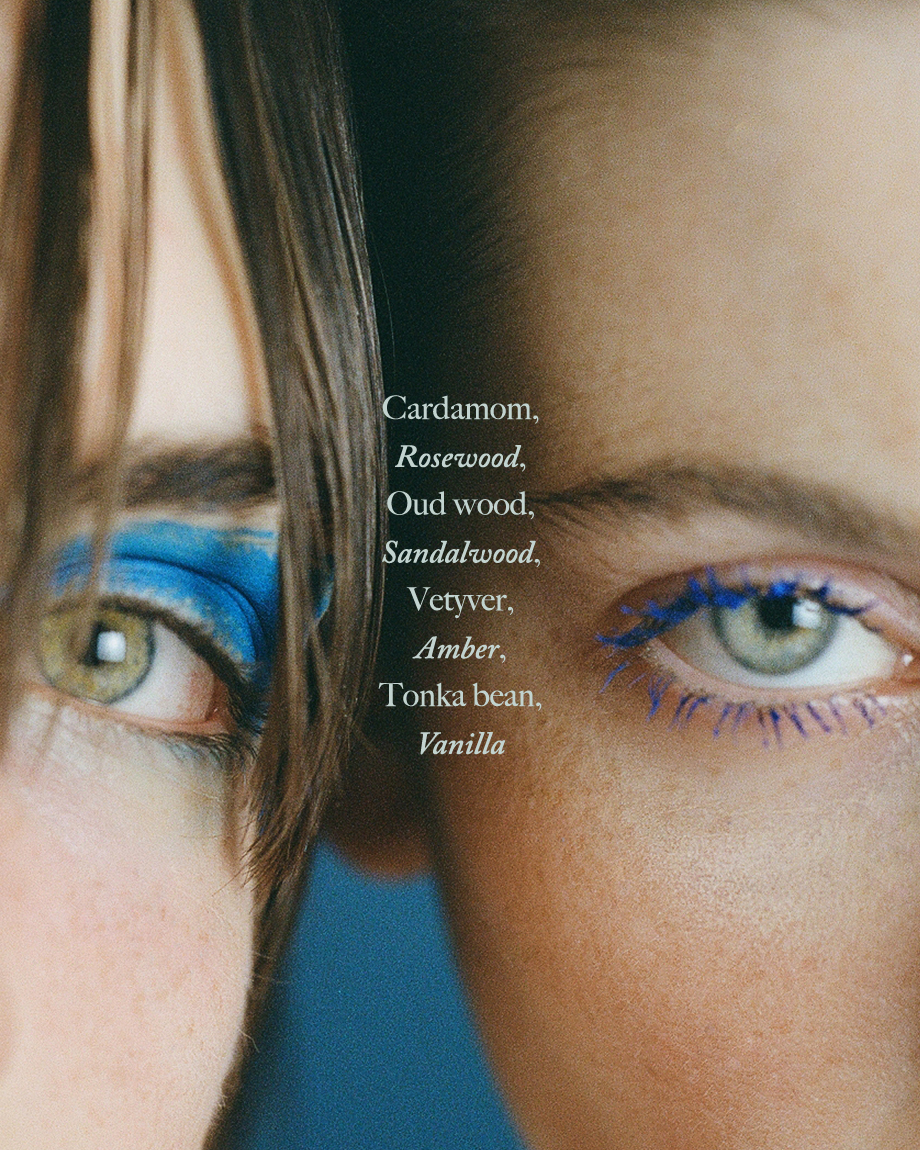 Cardamom,
Rosewood,
Oud wood,
Sandalwood,
Vetyver,
Amber,
Tonka bean,
Vanilla